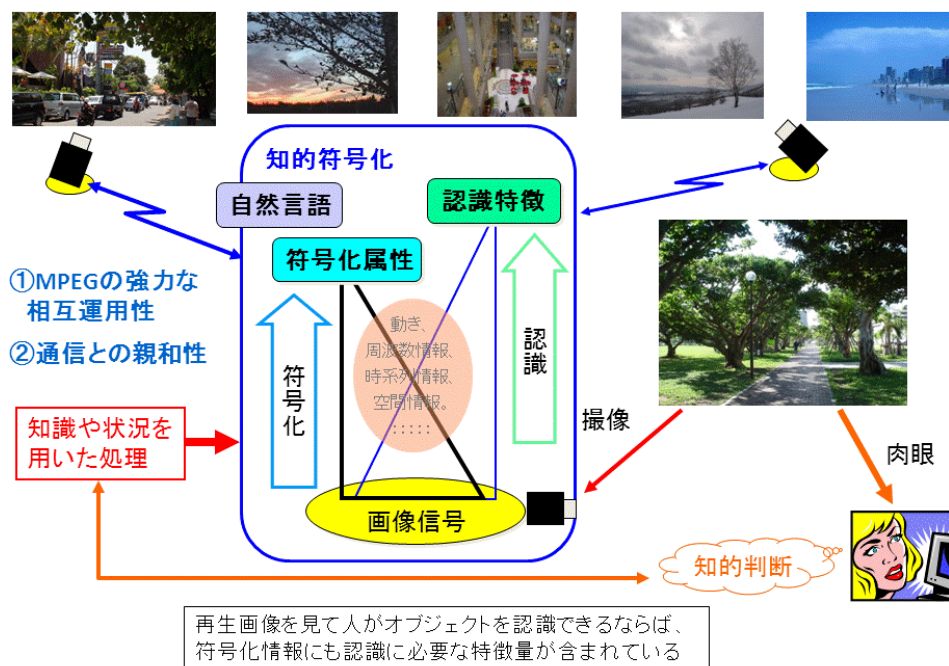 知的符号化
自然言語
認識特徴
符号化属性
①MPEGの強力な
相互運用性
②通信との親和性
動き、
周波数情報、
時系列情報、
空間情報。
:::::
符号化
認識
知識や状況を
用いた処理
撮像
肉眼
画像信号
知的判断
再生画像を見て人がオブジェクトを認識できるならば、
符号化情報にも認識に必要な特徴量が含まれている